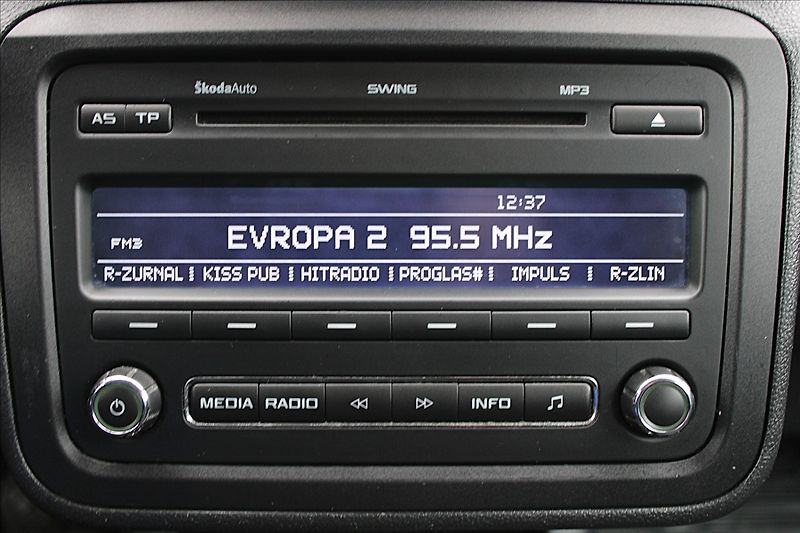 ŠkodaAuto SWING MP3
AS TP
12:37
FM3 EVROPA 2 95.5 MHz
R-ZURNAL KISS PUB HITRADIO PROGLAS# IMPULS R-ZLIN
MEDIA RADIO INFO